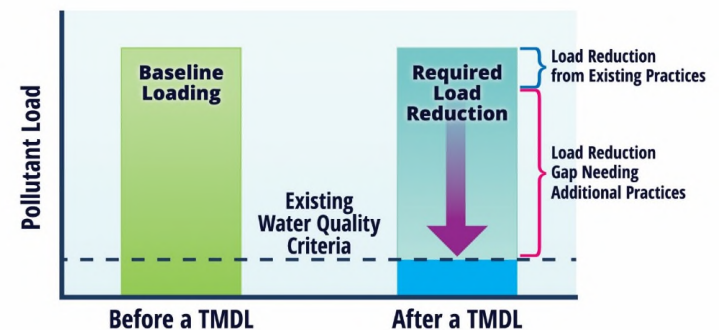 Pollutant Load
Baseline
Loading
Required
Load
Reduction
Load Reduction
from Existing Practices
Load Reduction
Gap Needing
Additional Practices
Existing
Water Quality
Criteria
Before a TMDL
After a TMDL